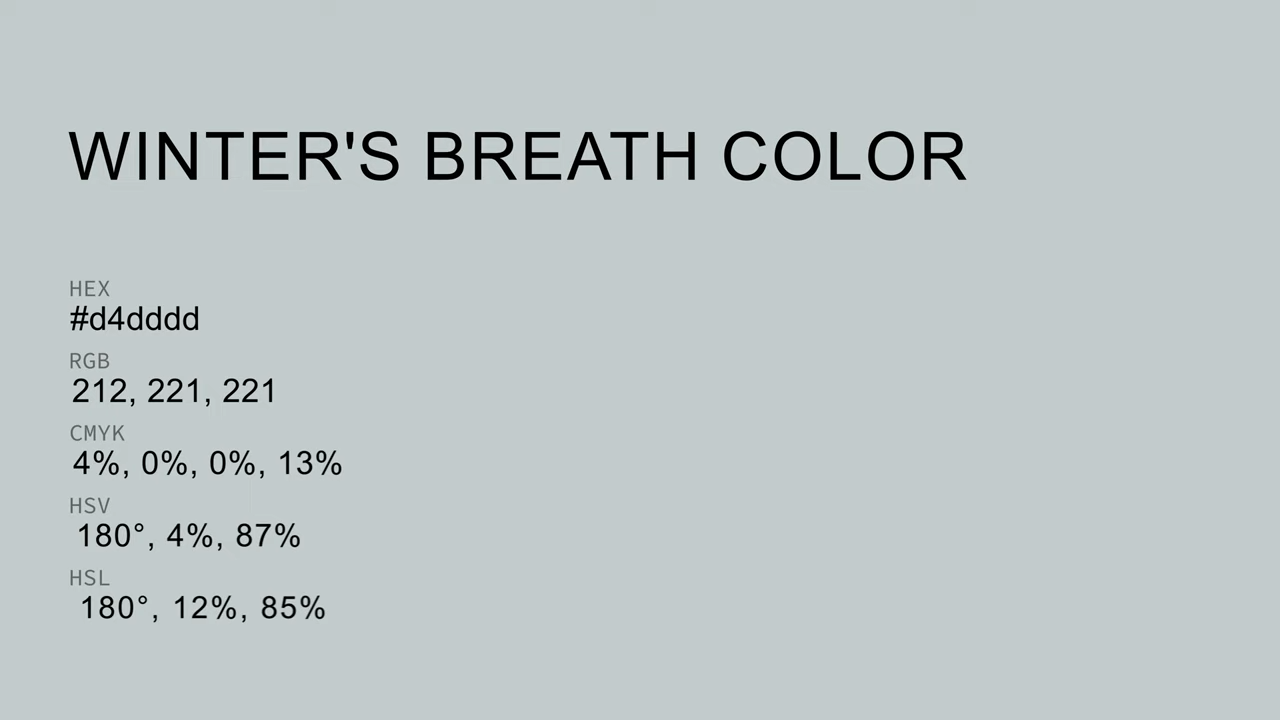 WINTER'S BREATH COLOR
HEX
#d4dddd
RGB
212, 221, 221
CMYK
4%, 0%, 0%, 13%
HSV
180°, 4%, 87%
HSL
180°, 12%, 85%